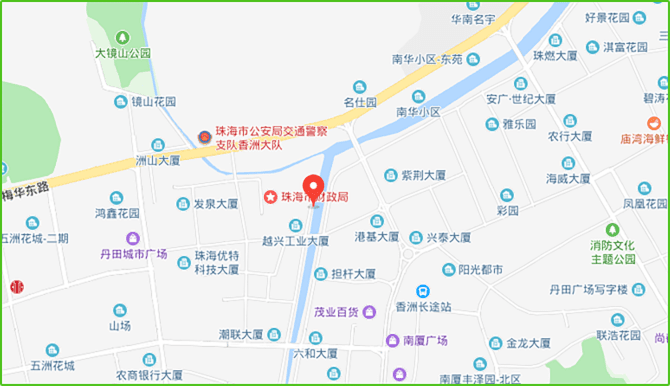 华南名宇
好景花园
大镜山公园
南华小区-东苑
珠燃大厦
淇富花园
名仕园
安广·世纪大厦
碧涛
镜山花园
南华小区
雅乐园
农行大厦
庙湾海鲜
珠海市公安局交通警察
支队香洲大队
洲山大厦
海威大厦
梅华东路
紫荆大厦
鸿鑫花园
发泉大厦
珠海市财政局
彩园
凤凰花园
五洲花城-二期
越兴工业大厦
港基大厦
兴泰大厦
消防文化
主题公园
丹田城市广场
珠海优特
科技大厦
担杆大厦
阳光都市
香洲长途站
丹田广场写字楼
山场
茂业百货
潮联大厦
南厦广场
联浩花园
尚
六和大厦
金龙大厦
五洲花城
农商银行大厦
南厦丰泽园-北区